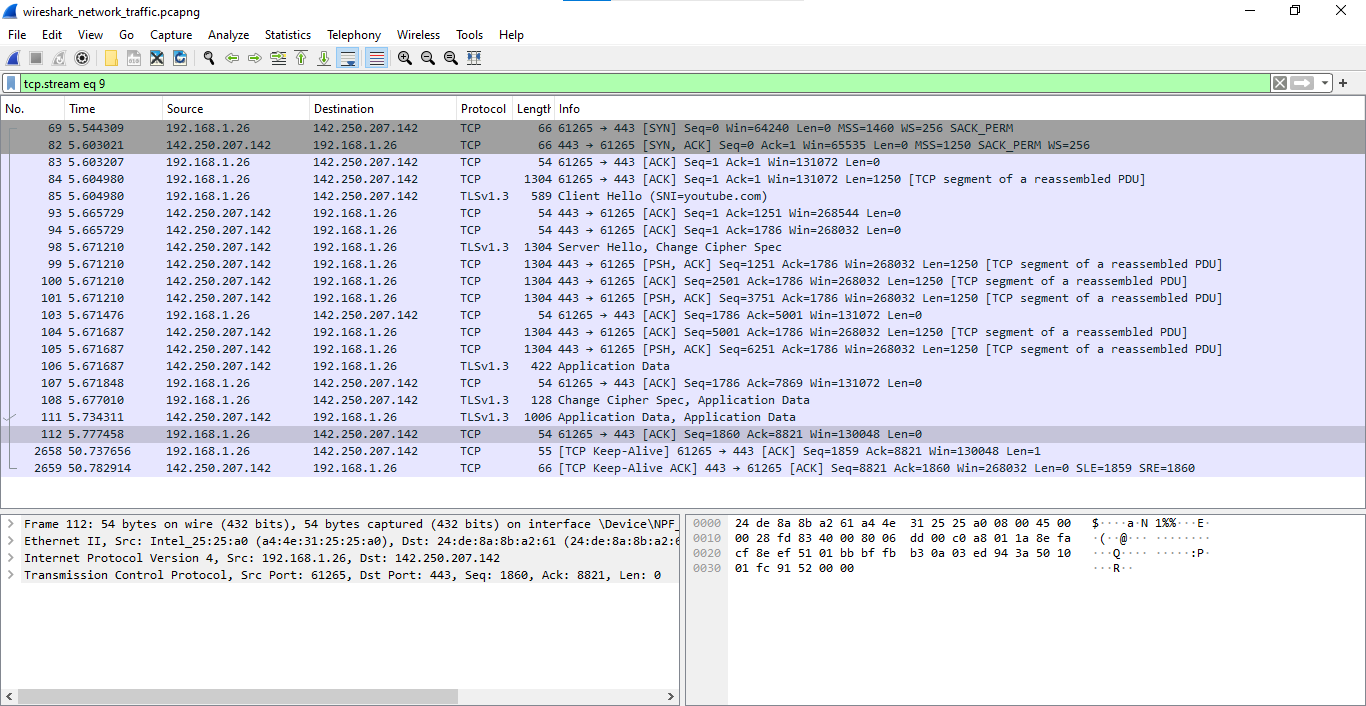 wireshark_network_traffic.pcapng
File Edit View Go Capture Analyze Statistics Telephony Wireless Tools Help
tcp.stream eq 9
No. Time Source Destination Protocol Length Info
69 5.544309 192.168.1.26 142.250.207.142 TCP 66 61265 → 443 [SYN] Seq=0 Win=64240 Len=0 MSS=1460 WS=256 SACK_PERM
82 5.603021 142.250.207.142 192.168.1.26 TCP 66 443 → 61265 [SYN, ACK] Seq=0 Ack=1 Win=65535 Len=0 MSS=1250 SACK_PERM WS=256
83 5.603207 192.168.1.26 142.250.207.142 TCP 54 61265 → 443 [ACK] Seq=1 Ack=1 Win=131072 Len=0
84 5.604980 192.168.1.26 142.250.207.142 TCP 1304 61265 → 443 [ACK] Seq=1 Ack=1 Win=131072 Len=1250 [TCP segment of a reassembled PDU]
85 5.604980 192.168.1.26 142.250.207.142 TLSv1.3 589 Client Hello (SNI=youtube.com)
93 5.665729 142.250.207.142 192.168.1.26 TCP 54 443 → 61265 [ACK] Seq=1 Ack=1251 Win=268544 Len=0
94 5.665729 142.250.207.142 192.168.1.26 TCP 54 443 → 61265 [ACK] Seq=1 Ack=1786 Win=268032 Len=0
98 5.671210 142.250.207.142 192.168.1.26 TLSv1.3 1304 Server Hello, Change Cipher Spec
99 5.671210 142.250.207.142 192.168.1.26 TCP 1304 443 → 61265 [PSH, ACK] Seq=1251 Ack=1786 Win=268032 Len=1250 [TCP segment of a reassembled PDU]
100 5.671210 142.250.207.142 192.168.1.26 TCP 1304 443 → 61265 [ACK] Seq=2501 Ack=1786 Win=268032 Len=1250 [TCP segment of a reassembled PDU]
101 5.671210 142.250.207.142 192.168.1.26 TCP 1304 443 → 61265 [PSH, ACK] Seq=3751 Ack=1786 Win=268032 Len=1250 [TCP segment of a reassembled PDU]
103 5.671476 192.168.1.26 142.250.207.142 TCP 54 61265 → 443 [ACK] Seq=1786 Ack=5001 Win=131072 Len=0
104 5.671687 142.250.207.142 192.168.1.26 TCP 1304 443 → 61265 [ACK] Seq=5001 Ack=1786 Win=268032 Len=1250 [TCP segment of a reassembled PDU]
105 5.671687 142.250.207.142 192.168.1.26 TCP 1304 443 → 61265 [PSH, ACK] Seq=6251 Ack=1786 Win=268032 Len=1250 [TCP segment of a reassembled PDU]
106 5.671687 142.250.207.142 192.168.1.26 TLSv1.3 422 Application Data
107 5.671848 192.168.1.26 142.250.207.142 TCP 54 61265 → 443 [ACK] Seq=1786 Ack=7869 Win=131072 Len=0
108 5.677010 192.168.1.26 142.250.207.142 TLSv1.3 128 Change Cipher Spec, Application Data
111 5.734311 142.250.207.142 192.168.1.26 TLSv1.3 1006 Application Data, Application Data
112 5.777458 192.168.1.26 142.250.207.142 TCP 54 61265 → 443 [ACK] Seq=1860 Ack=8821 Win=130048 Len=0
2658 50.737656 192.168.1.26 142.250.207.142 TCP 55 [TCP Keep-Alive] 61265 → 443 [ACK] Seq=1859 Ack=8821 Win=130048 Len=1
2659 50.782914 142.250.207.142 192.168.1.26 TCP 66 [TCP Keep-Alive ACK] 443 → 61265 [ACK] Seq=8821 Ack=1860 Win=268032 Len=0 SLE=1859 SRE=1860
Frame 112: 54 bytes on wire (432 bits), 54 bytes captured (432 bits) on interface \Device\NPF_
Ethernet II, Src: Intel_25:25:a0 (a4:4e:31:25:25:a0), Dst: 24:de:8a:8b:a2:61 (24:de:8a:8b:a2:6
Internet Protocol Version 4, Src: 192.168.1.26, Dst: 142.250.207.142
Transmission Control Protocol, Src Port: 61265, Dst Port: 443, Seq: 1860, Ack: 8821, Len: 0
0000 24 de 8a 8b a2 61 a4 4e 31 25 25 a0 08 00 45 00 $····a·N 1%%···E·
0010 00 28 fd 83 40 00 80 06 dd 00 c0 a8 01 1a 8e fa ·(··@··· ········
0020 cf 8e ef 51 01 bb bf fb b3 0a 03 ed 94 3a 50 10 ···Q···· ·····:P·
0030 01 fc 91 52 00 00 ···R··